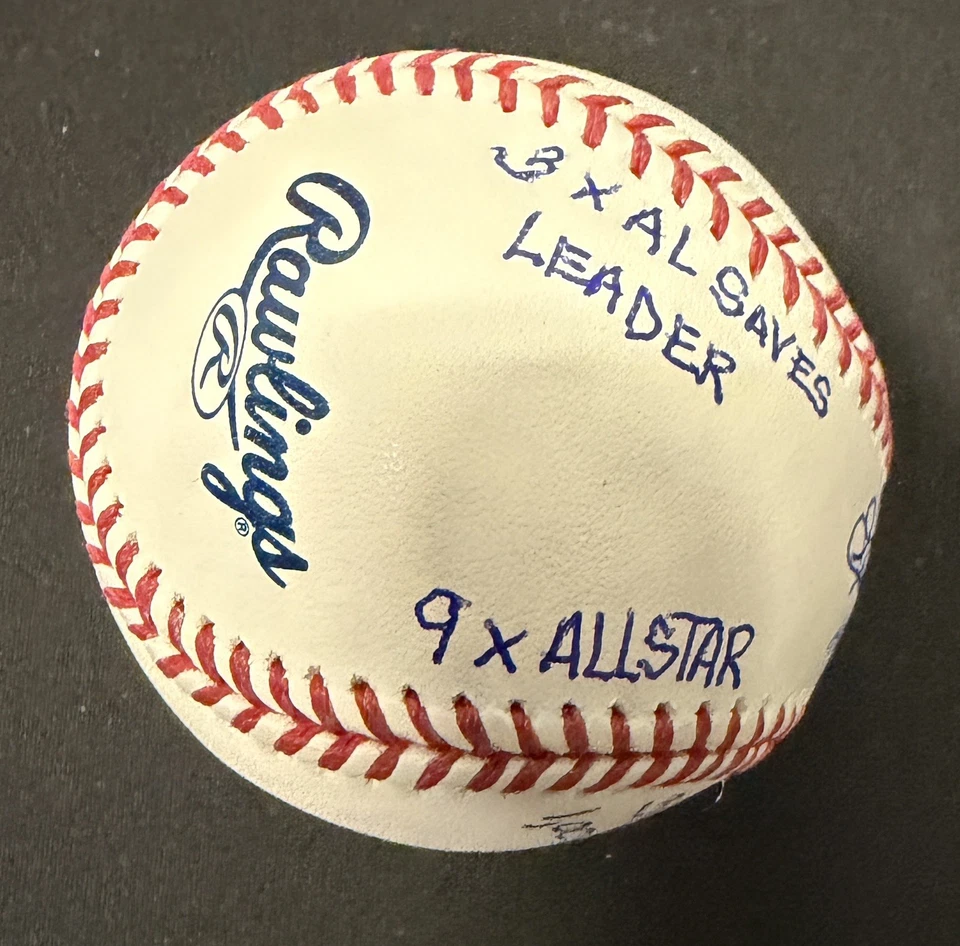 3 x AL SAVES
LEADER
Rawlings
R
®
9 x ALLSTAR